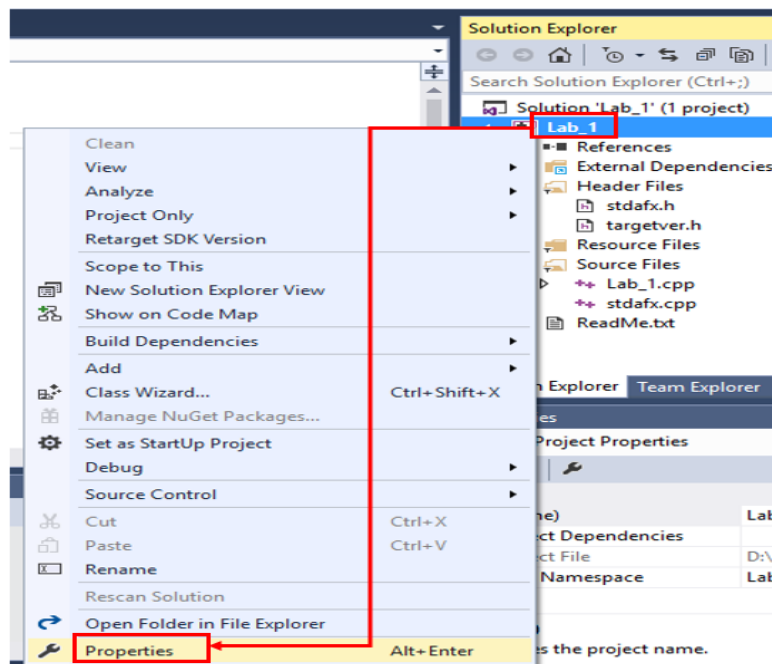 Solution Explorer
Search Solution Explorer (Ctrl+;)
Solution 'Lab_1' (1 project)
Lab_1
References
External Dependencies
Header Files
stdafx.h
targetver.h
Resource Files
Source Files
Lab_1.cpp
stdafx.cpp
ReadMe.txt
Explorer Team Explorer
Project Properties
Lab
Dependencies
File D:\
Namespace Lab
the project name.
Clean
View
Analyze
Project Only
Retarget SDK Version
Scope to This
New Solution Explorer View
Show on Code Map
Build Dependencies
Add
Class Wizard... Ctrl+Shift+X
Manage NuGet Packages...
Set as StartUp Project
Debug
Source Control
Cut Ctrl+X
Paste Ctrl+V
Rename
Rescan Solution
Open Folder in File Explorer
Properties Alt+Enter